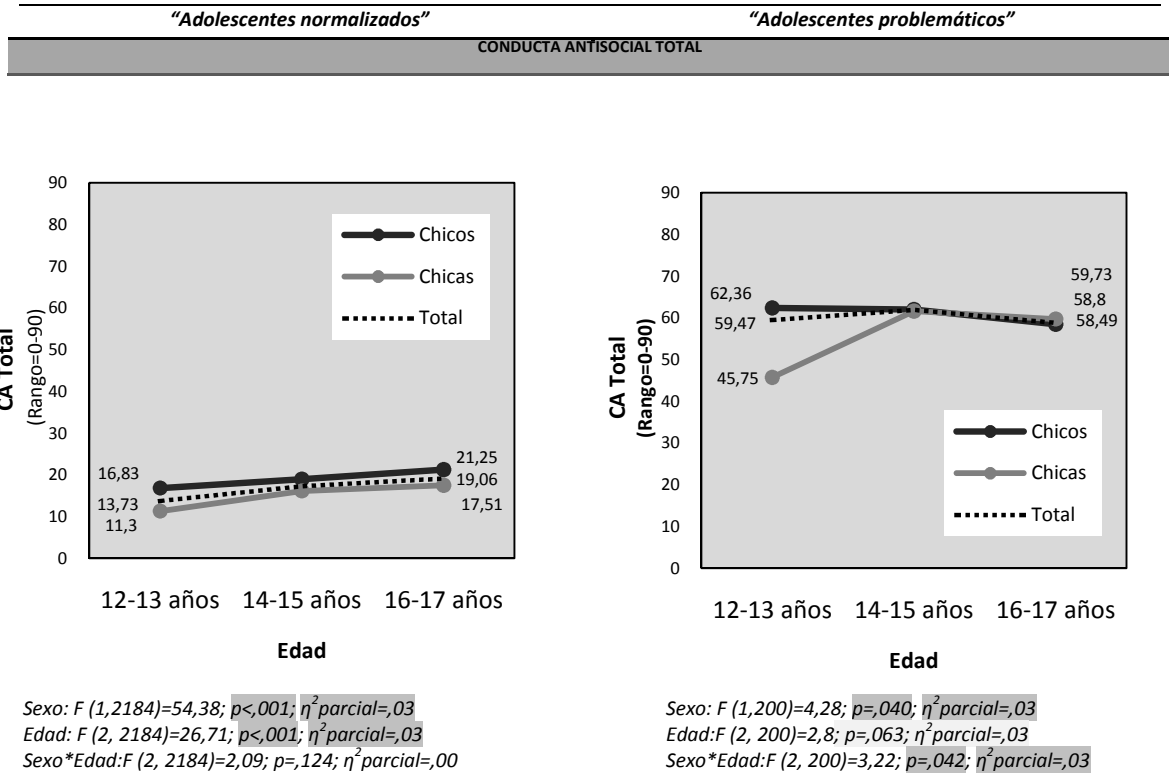 “Adolescentes normalizados” “Adolescentes problemáticos”
CONDUCTA ANTISOCIAL TOTAL
CA Total
(Rango=0-90)
90
80
70
60
50
40
30
20
10
0
Chicos
Chicas
Total
16,83
13,73
11,3
21,25
19,06
17,51
12-13 años 14-15 años 16-17 años
Edad
Sexo: F (1,2184)=54,38; p<,001; η²parcial=,03
Edad: F (2, 2184)=26,71; p<,001; η²parcial=,03
Sexo*Edad:F (2, 2184)=2,09; p=,124; η²parcial=,00
CA Total
(Rango=0-90)
90
80
70
60
50
40
30
20
10
0
62,36
59,47
45,75
59,73
58,8
58,49
Chicos
Chicas
Total
12-13 años 14-15 años 16-17 años
Edad
Sexo: F (1,200)=4,28; p=,040; η²parcial=,03
Edad:F (2, 200)=2,8; p=,063; η²parcial=,03
Sexo*Edad:F (2, 200)=3,22; p=,042; η²parcial=,03